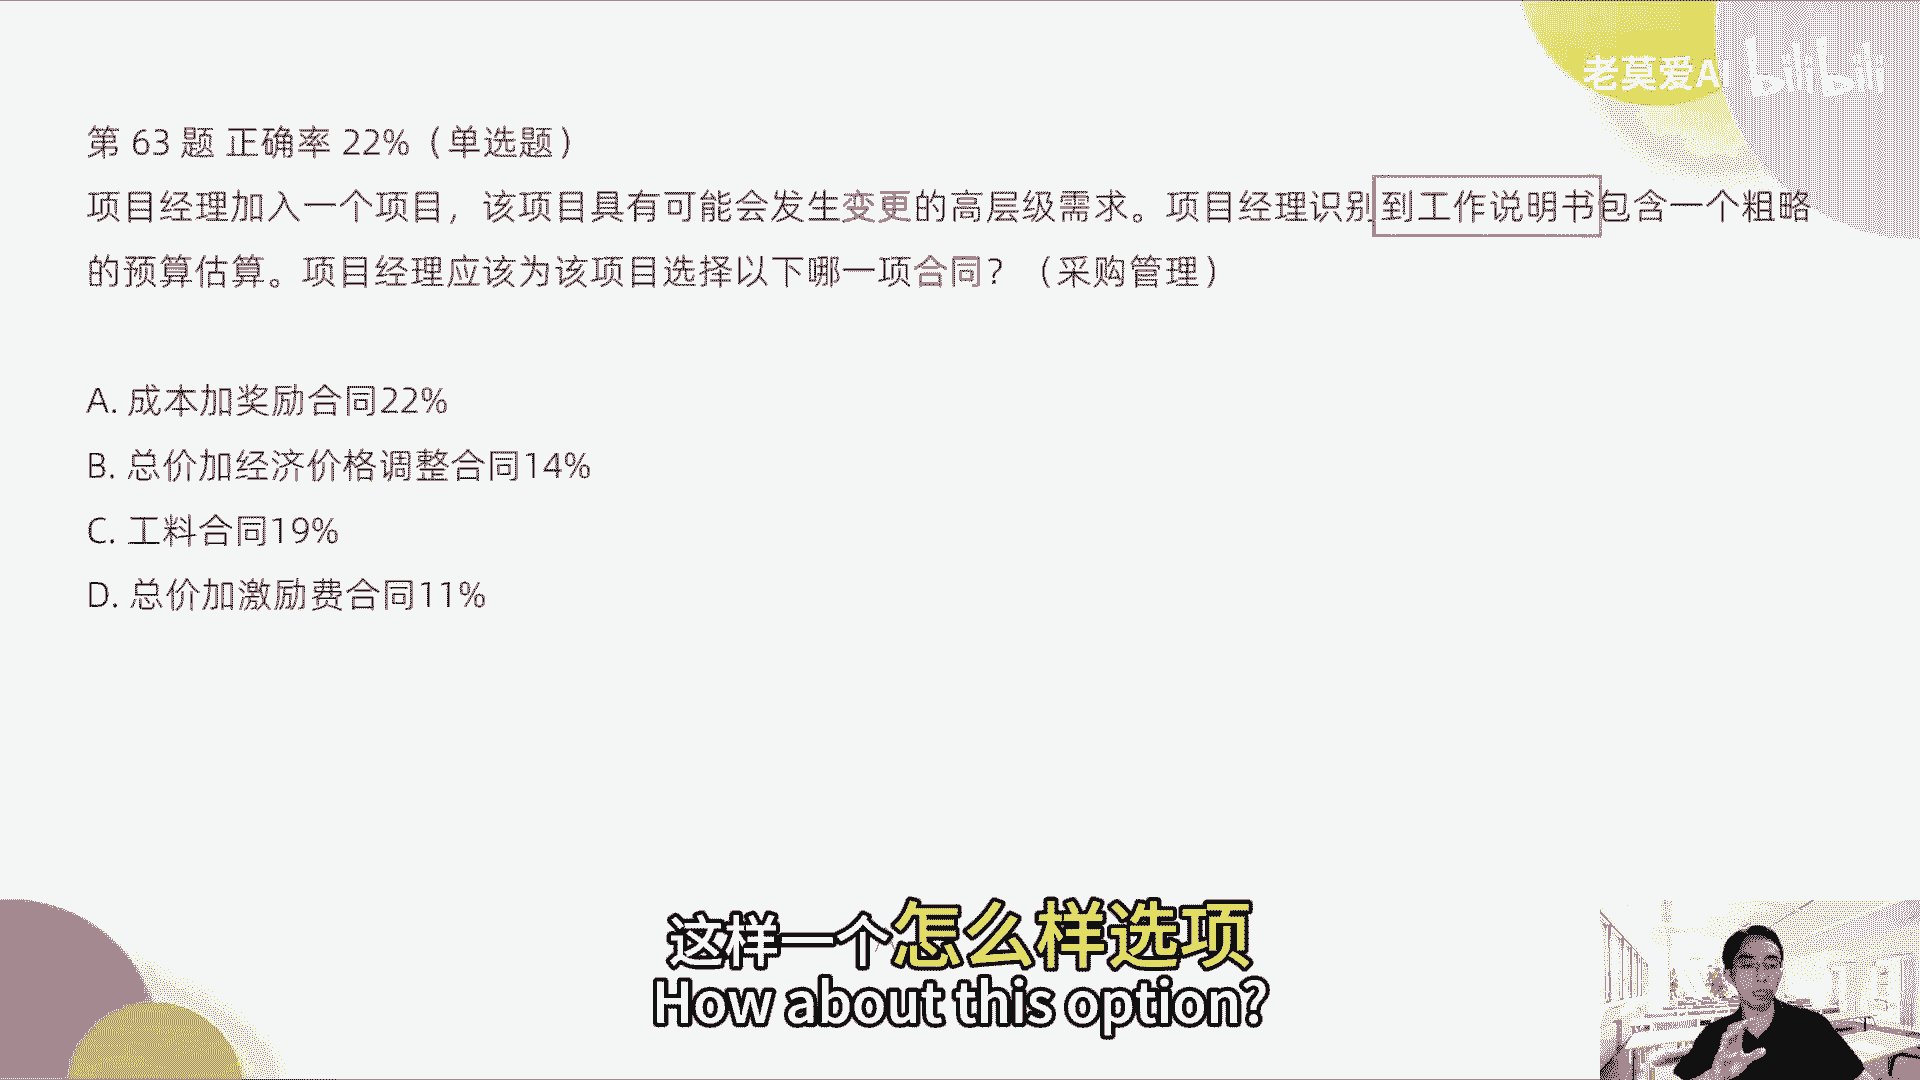 老莫爱AI bilibili
第 63 题 正确率 22%（单选题）
项目经理加入一个项目，该项目具有可能会发生变更的高层级需求。项目经理识别到工作说明书包含一个粗略
的预算估算。项目经理应该为该项目选择以下哪一项合同？（采购管理）
A. 成本加奖励合同22%
B. 总价加经济价格调整合同14%
C. 工料合同19%
D. 总价加激励费合同11%
这样一个怎么样选项
How about this option?